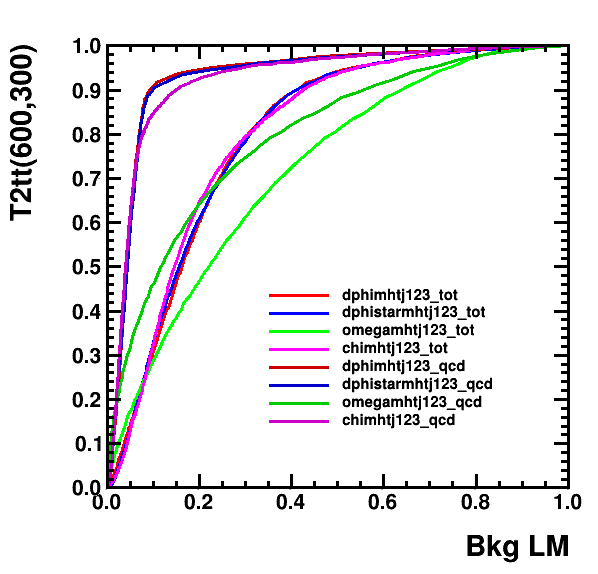 T2tt(600,300)
1.0
0.9
0.8
0.7
0.6
0.5
0.4
0.3
0.2
0.1
0.0
dphimhtj123_tot
dphistarmhtj123_tot
omegamhtj123_tot
chimhtj123_tot
dphimhtj123_qcd
dphistarmhtj123_qcd
omegamhtj123_qcd
chimhtj123_qcd
0.0 0.2 0.4 0.6 0.8 1.0
Bkg LM